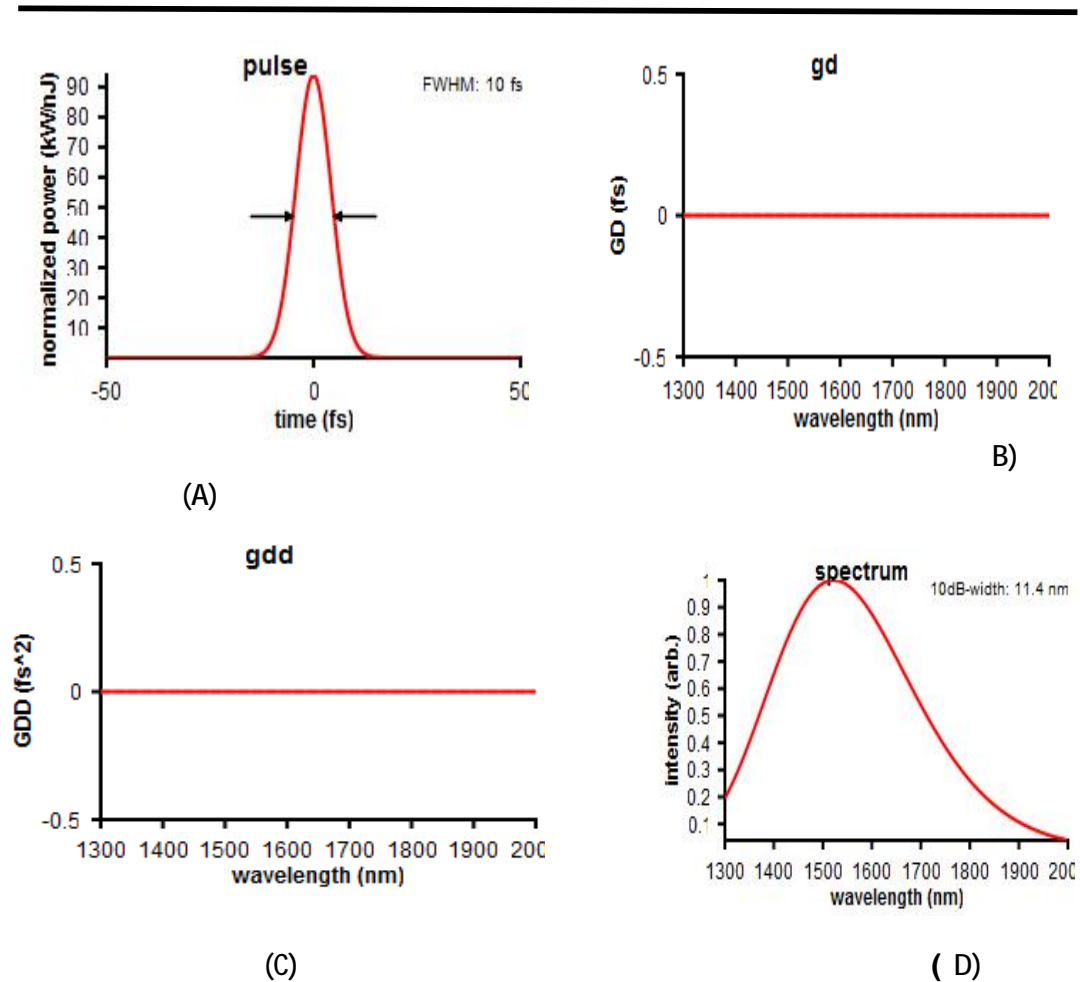 pulse
FWHM: 10 fs
normalized power (kW/nJ)
90
80
70
60
50
40
30
20
10
-50 0 50
time (fs)
(A)
gd
GD (fs)
0.5
0
-0.5
1300 1400 1500 1600 1700 1800 1900 200
wavelength (nm)
B)
gdd
GDD (fs^2)
0.5
0
-0.5
1300 1400 1500 1600 1700 1800 1900 200
wavelength (nm)
(C)
spectrum
10dB-width: 11.4 nm
intensity (arb.)
1
0.9
0.8
0.7
0.6
0.5
0.4
0.3
0.2
0.1
1300 1400 1500 1600 1700 1800 1900 200
wavelength (nm)
( D)